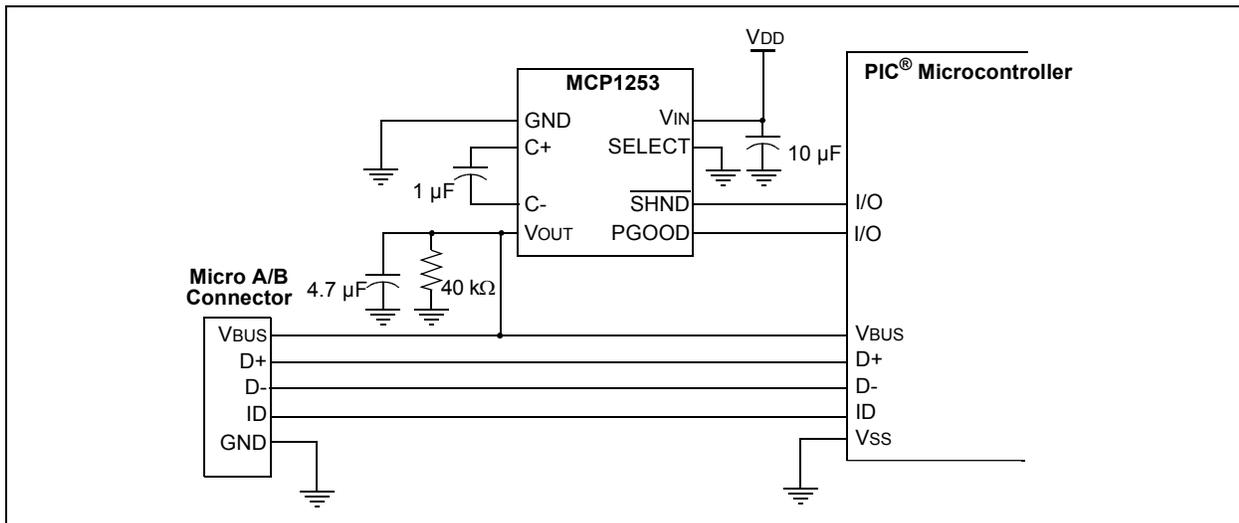 VDD
PIC® Microcontroller
MCP1253
GND
VIN
C+
SELECT
10 µF
1 µF
C-
SHND
I/O
VOUT
PGOOD
I/O
Micro A/B
Connector
4.7 µF
40 kΩ
VBUS
VBUS
D+
D+
D-
D-
ID
ID
GND
VSS